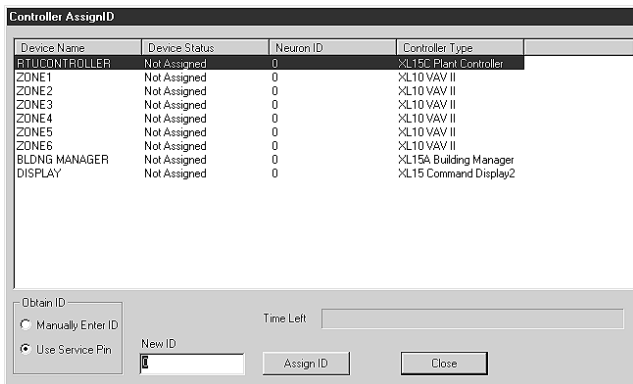 Controller AssignID
Device Name Device Status Neuron ID Controller Type
RTUCONTROLLER Not Assigned 0 XL15C Plant Controller
ZONE1 Not Assigned 0 XL10 VAV II
ZONE2 Not Assigned 0 XL10 VAV II
ZONE3 Not Assigned 0 XL10 VAV II
ZONE4 Not Assigned 0 XL10 VAV II
ZONE5 Not Assigned 0 XL10 VAV II
ZONE6 Not Assigned 0 XL10 VAV II
BLDNG MANAGER Not Assigned 0 XL15A Building Manager
DISPLAY Not Assigned 0 XL15 Command Display2
Obtain ID
Manually Enter ID
Use Service Pin
New ID
0
Time Left
Assign ID
Close